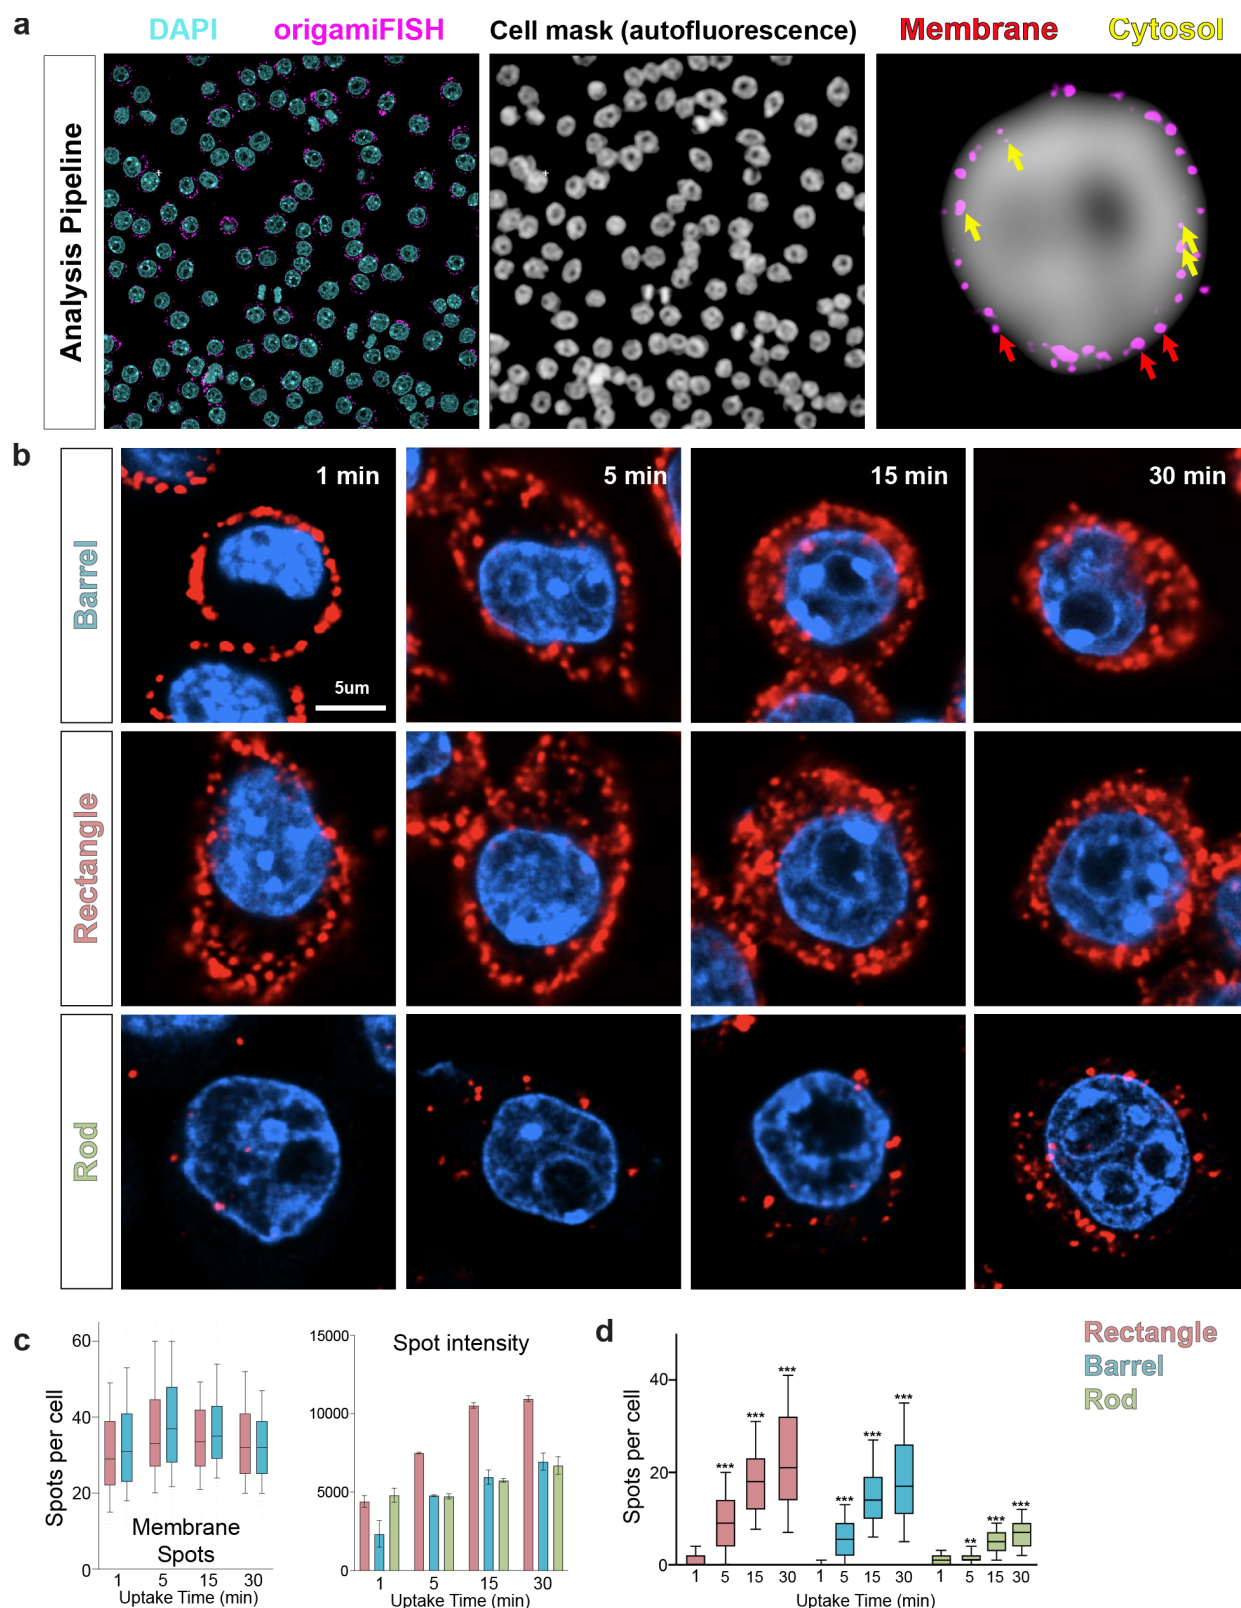 a
DAPI
origamiFISH
Cell mask (autofluorescence)
Membrane
Cytosol
Analysis Pipeline
b
Barrel
1 min
5 min
15 min
30 min
5um
Rectangle
Rod
c
Spots per cell
60
40
20
0
Membrane
Spots
1 5 15 30
Uptake Time (min)
Spot intensity
15000
10000
5000
0
1 5 15 30
Uptake Time (min)
d
Rectangle
Barrel
Rod
Spots per cell
40
20
0
*** *** ***
*** *** ***
** *** ***
1 5 15 30 1 5 15 30 1 5 15 30
Uptake Time (min)